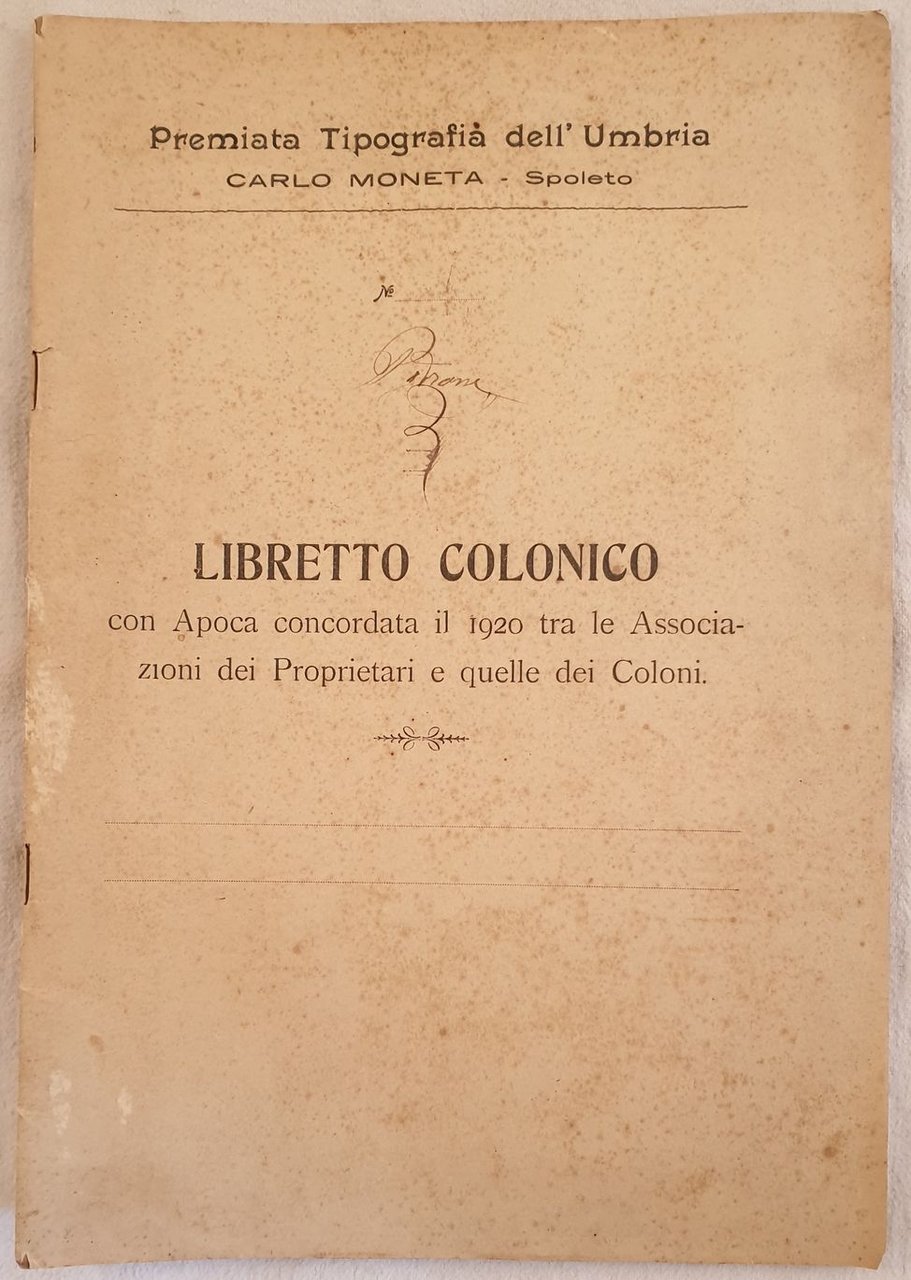 Premiata Tipografia dell' Umbria
CARLO MONETA - Spoleto
№
LIBRETTO COLONICO
con Apoca concordata il 1920 tra le Associa-
zioni dei Proprietari e quelle dei Coloni.